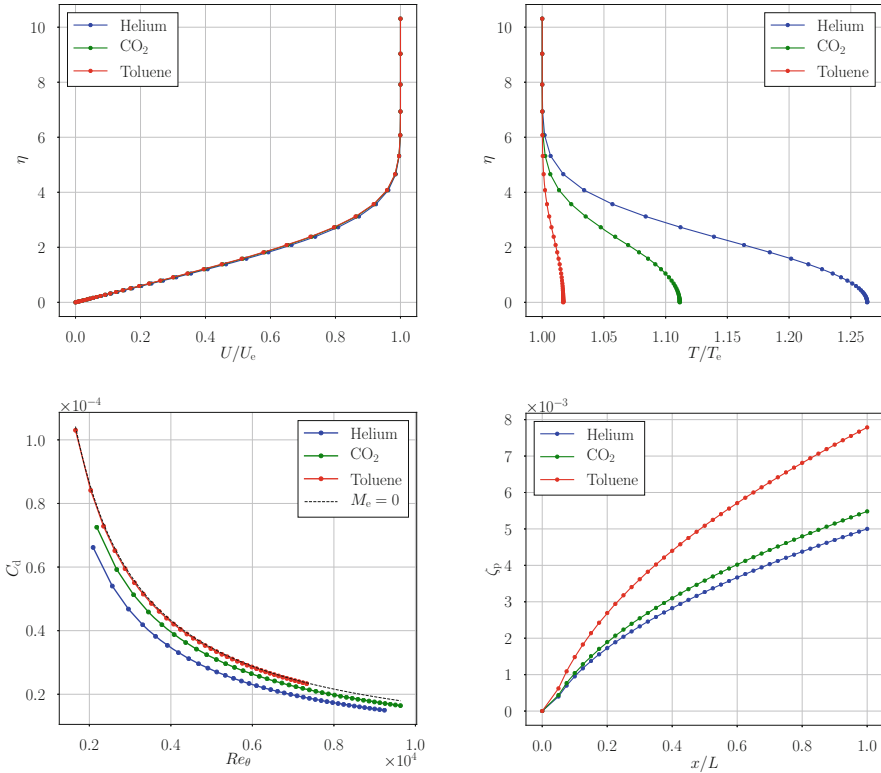 10
8
6
4
2
0
η
0.0 0.2 0.4 0.6 0.8 1.0
U/Uₑ
Helium
CO₂
Toluene
10
8
6
4
2
0
η
1.00 1.05 1.10 1.15 1.20 1.25
T/Tₑ
Helium
CO₂
Toluene
×10⁻⁴
1.0
0.8
0.6
0.4
0.2
C_d
0.2 0.4 0.6 0.8 1.0
Re_θ
×10⁴
Helium
CO₂
Toluene
Mₑ = 0
×10⁻³
8
7
6
5
4
3
2
1
0
ζ_p
0.0 0.2 0.4 0.6 0.8 1.0
x/L
Helium
CO₂
Toluene